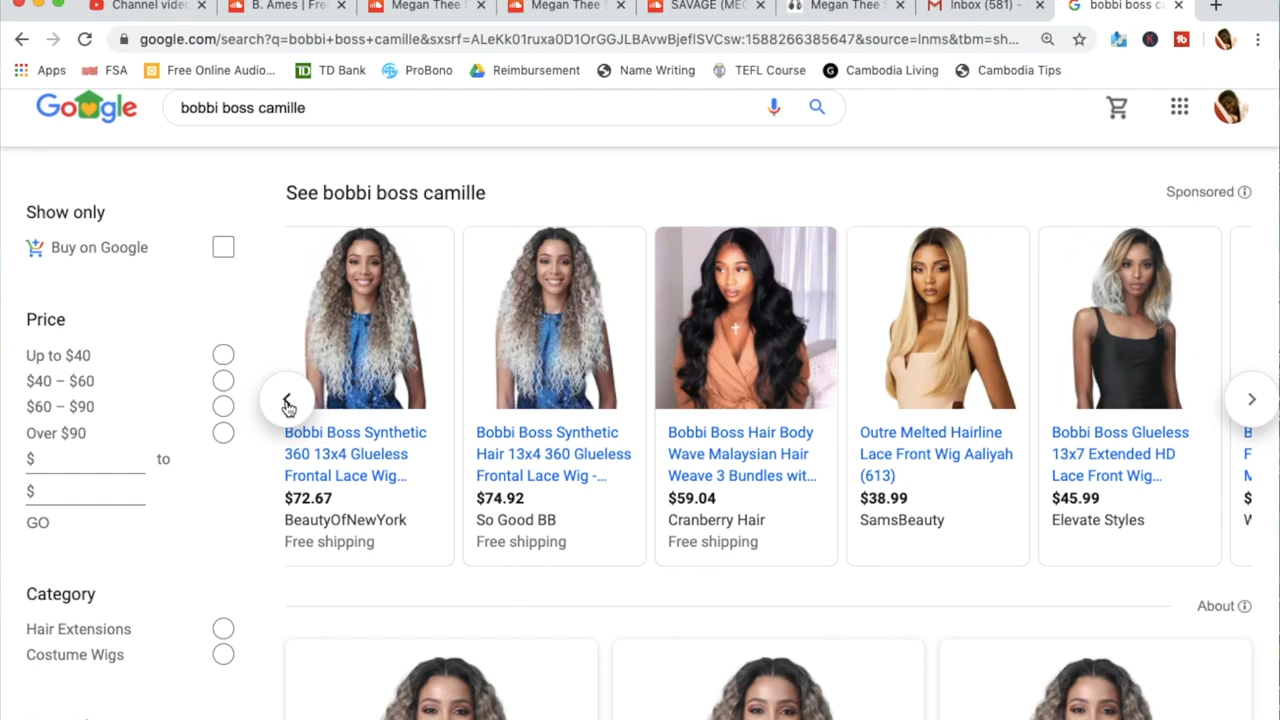 Channel vide
B. Ames | Fre
Megan Thee S
Megan Thee S
SAVAGE (MEG
Megan Thee S
Inbox (581) -
bobbi boss ca
google.com/search?q=bobbi+boss+camille&sxsrf=ALeKk01ruxa0D1OrGGJLBAvwBjeflSVCsw:1588266385647&source=lnms&tbm=sh...
Apps
FSA
Free Online Audio...
TD Bank
ProBono
Reimbursement
Name Writing
TEFL Course
Cambodia Living
Cambodia Tips
Google
bobbi boss camille
See bobbi boss camille
Sponsored
Show only
Buy on Google
Price
Up to $40
$40 – $60
$60 – $90
Over $90
$ to
$
GO
Category
Hair Extensions
Costume Wigs
Bobbi Boss Synthetic
360 13x4 Glueless
Frontal Lace Wig...
$72.67
BeautyOfNewYork
Free shipping
Bobbi Boss Synthetic
Hair 13x4 360 Glueless
Frontal Lace Wig -...
$74.92
So Good BB
Free shipping
Bobbi Boss Hair Body
Wave Malaysian Hair
Weave 3 Bundles wit...
$59.04
Cranberry Hair
Free shipping
Outre Melted Hairline
Lace Front Wig Aaliyah
(613)
$38.99
SamsBeauty
Bobbi Boss Glueless
13x7 Extended HD
Lace Front Wig...
$45.99
Elevate Styles
About